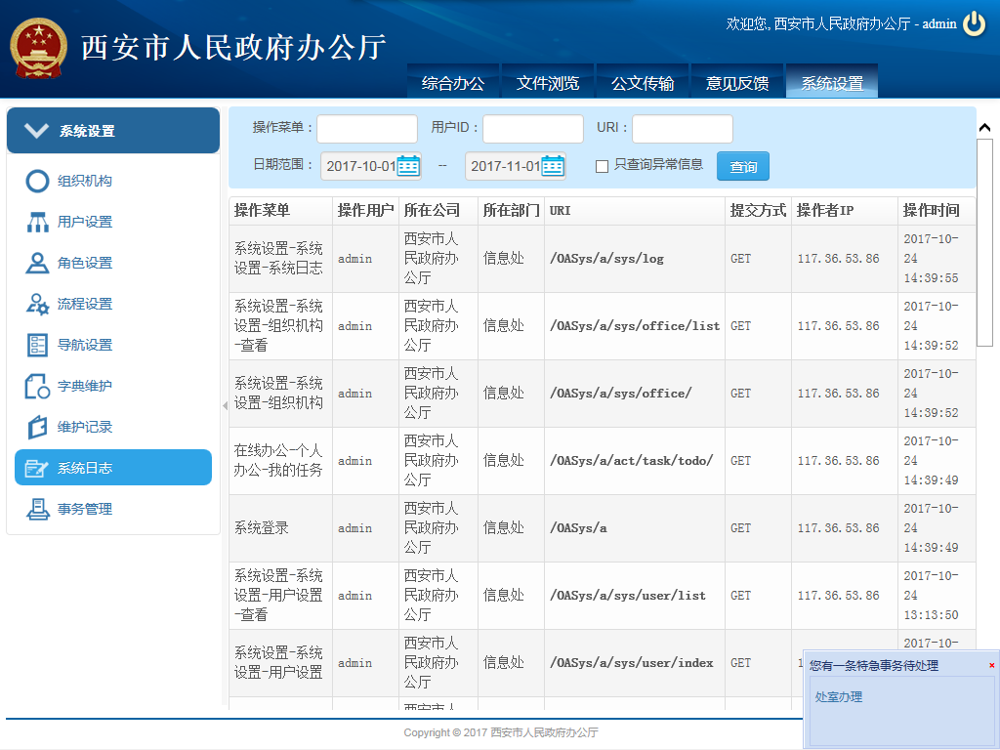 欢迎您, 西安市人民政府办公厅 - admin
西安市人民政府办公厅
综合办公 文件浏览 公文传输 意见反馈 系统设置
系统设置
组织机构
用户设置
角色设置
流程设置
导航设置
字典维护
维护记录
系统日志
事务管理
操作菜单： 用户ID： URI：
日期范围： 2017-10-01 -- 2017-11-01 只查询异常信息 查询
操作菜单 操作用户 所在公司 所在部门 URI 提交方式 操作者IP 操作时间
系统设置-系统
设置-系统日志
admin
西安市人
民政府办
公厅
信息处
/OASys/a/sys/log
GET
117.36.53.86
2017-10-
24
14:39:55
系统设置-系统
设置-组织机构
-查看
admin
西安市人
民政府办
公厅
信息处
/OASys/a/sys/office/list
GET
117.36.53.86
2017-10-
24
14:39:52
系统设置-系统
设置-组织机构
admin
西安市人
民政府办
公厅
信息处
/OASys/a/sys/office/
GET
117.36.53.86
2017-10-
24
14:39:52
在线办公-个人
办公-我的任务
admin
西安市人
民政府办
公厅
信息处
/OASys/a/act/task/todo/
GET
117.36.53.86
2017-10-
24
14:39:49
系统登录
admin
西安市人
民政府办
公厅
信息处
/OASys/a
GET
117.36.53.86
2017-10-
24
14:39:49
系统设置-系统
设置-用户设置
-查看
admin
西安市人
民政府办
公厅
信息处
/OASys/a/sys/user/list
GET
117.36.53.86
2017-10-
24
13:13:50
系统设置-系统
设置-用户设置
admin
西安市人
民政府办
公厅
信息处
/OASys/a/sys/user/index
GET
1
2017-10-
西安市人
您有一条特急事务待处理
处室办理
Copyright © 2017 西安市人民政府办公厅